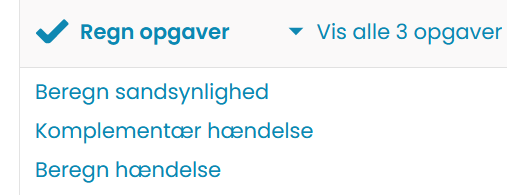 Regn opgaver Vis alle 3 opgaver
Beregn sandsynlighed
Komplementær hændelse
Beregn hændelse